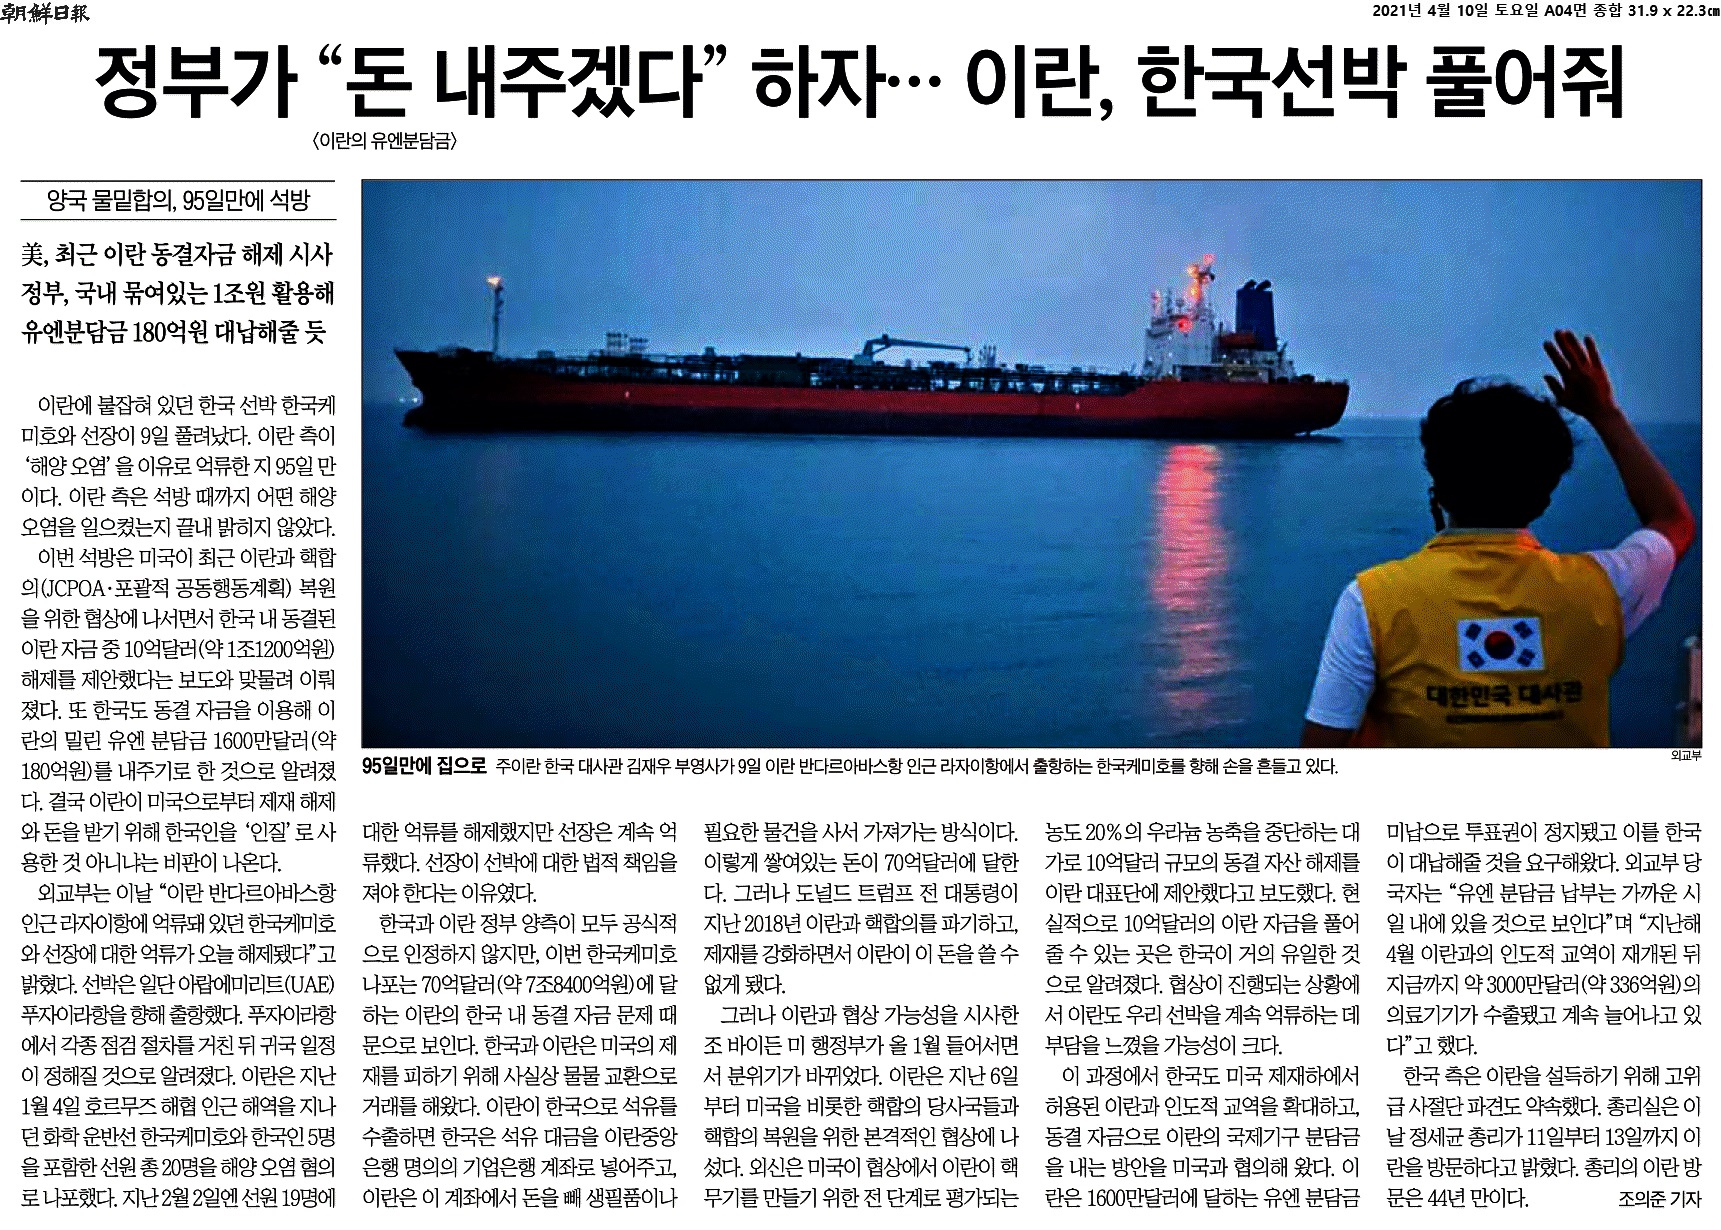 朝鮮日報
2021년 4월 10일 토요일 A04면 종합 31.9 x 22.3㎝
정부가 “돈 내주겠다” 하자… 이란, 한국선박 풀어줘
〈이란의 유엔분담금〉
양국 물밑합의, 95일만에 석방
美, 최근 이란 동결자금 해제 시사
정부, 국내 묶여있는 1조원 활용해
유엔분담금 180억원 대납해줄 듯
이란에 붙잡혀 있던 한국 선박 한국케
미호와 선장이 9일 풀려났다. 이란 측이
‘해양 오염’을 이유로 억류한 지 95일 만
이다. 이란 측은 석방 때까지 어떤 해양
오염을 일으켰는지 끝내 밝히지 않았다.
이번 석방은 미국이 최근 이란과 핵합
의(JCPOA·포괄적 공동행동계획) 복원
을 위한 협상에 나서면서 한국 내 동결된
이란 자금 중 10억달러(약 1조1200억원)
해제를 제안했다는 보도와 맞물려 이뤄
졌다. 또 한국도 동결 자금을 이용해 이
란의 밀린 유엔 분담금 1600만달러(약
180억원)를 내주기로 한 것으로 알려졌
다. 결국 이란이 미국으로부터 제재 해제
와 돈을 받기 위해 한국인을 ‘인질’로 사
용한 것 아니냐는 비판이 나온다.
외교부는 이날 “이란 반다르아바스항
인근 라자이항에 억류돼 있던 한국케미호
와 선장에 대한 억류가 오늘 해제됐다”고
밝혔다. 선박은 일단 아랍에미리트(UAE)
푸자이라항을 향해 출항했다. 푸자이라항
에서 각종 점검 절차를 거친 뒤 귀국 일정
이 정해질 것으로 알려졌다. 이란은 지난
1월 4일 호르무즈 해협 인근 해역을 지나
던 화학 운반선 한국케미호와 한국인 5명
을 포함한 선원 총 20명을 해양 오염 혐의
로 나포했다. 지난 2월 2일엔 선원 19명에
대한민국 대사관
외교부
95일만에 집으로 주이란 한국 대사관 김재우 부영사가 9일 이란 반다르아바스항 인근 라자이항에서 출항하는 한국케미호를 향해 손을 흔들고 있다.
대한 억류를 해제했지만 선장은 계속 억
류했다. 선장이 선박에 대한 법적 책임을
져야 한다는 이유였다.
한국과 이란 정부 양측이 모두 공식적
으로 인정하지 않지만, 이번 한국케미호
나포는 70억달러(약 7조8400억원)에 달
하는 이란의 한국 내 동결 자금 문제 때
문으로 보인다. 한국과 이란은 미국의 제
재를 피하기 위해 사실상 물물 교환으로
거래를 해왔다. 이란이 한국으로 석유를
수출하면 한국은 석유 대금을 이란중앙
은행 명의의 기업은행 계좌로 넣어주고,
이란은 이 계좌에서 돈을 빼 생필품이나
필요한 물건을 사서 가져가는 방식이다.
이렇게 쌓여있는 돈이 70억달러에 달한
다. 그러나 도널드 트럼프 전 대통령이
지난 2018년 이란과 핵합의를 파기하고,
제재를 강화하면서 이란이 이 돈을 쓸 수
없게 됐다.
그러나 이란과 협상 가능성을 시사한
조 바이든 미 행정부가 올 1월 들어서면
서 분위기가 바뀌었다. 이란은 지난 6일
부터 미국을 비롯한 핵합의 당사국들과
핵합의 복원을 위한 본격적인 협상에 나
섰다. 외신은 미국이 협상에서 이란이 핵
무기를 만들기 위한 전 단계로 평가되는
농도 20%의 우라늄 농축을 중단하는 대
가로 10억달러 규모의 동결 자산 해제를
이란 대표단에 제안했다고 보도했다. 현
실적으로 10억달러의 이란 자금을 풀어
줄 수 있는 곳은 한국이 거의 유일한 것
으로 알려졌다. 협상이 진행되는 상황에
서 이란도 우리 선박을 계속 억류하는 데
부담을 느꼈을 가능성이 크다.
이 과정에서 한국도 미국 제재하에서
허용된 이란과 인도적 교역을 확대하고,
동결 자금으로 이란의 국제기구 분담금
을 내는 방안을 미국과 협의해 왔다. 이
란은 1600만달러에 달하는 유엔 분담금
미납으로 투표권이 정지됐고 이를 한국
이 대납해줄 것을 요구해왔다. 외교부 당
국자는 “유엔 분담금 납부는 가까운 시
일 내에 있을 것으로 보인다”며 “지난해
4월 이란과의 인도적 교역이 재개된 뒤
지금까지 약 3000만달러(약 336억원)의
의료기기가 수출됐고 계속 늘어나고 있
다”고 했다.
한국 측은 이란을 설득하기 위해 고위
급 사절단 파견도 약속했다. 총리실은 이
날 정세균 총리가 11일부터 13일까지 이
란을 방문하다고 밝혔다. 총리의 이란 방
문은 44년 만이다. 조의준 기자